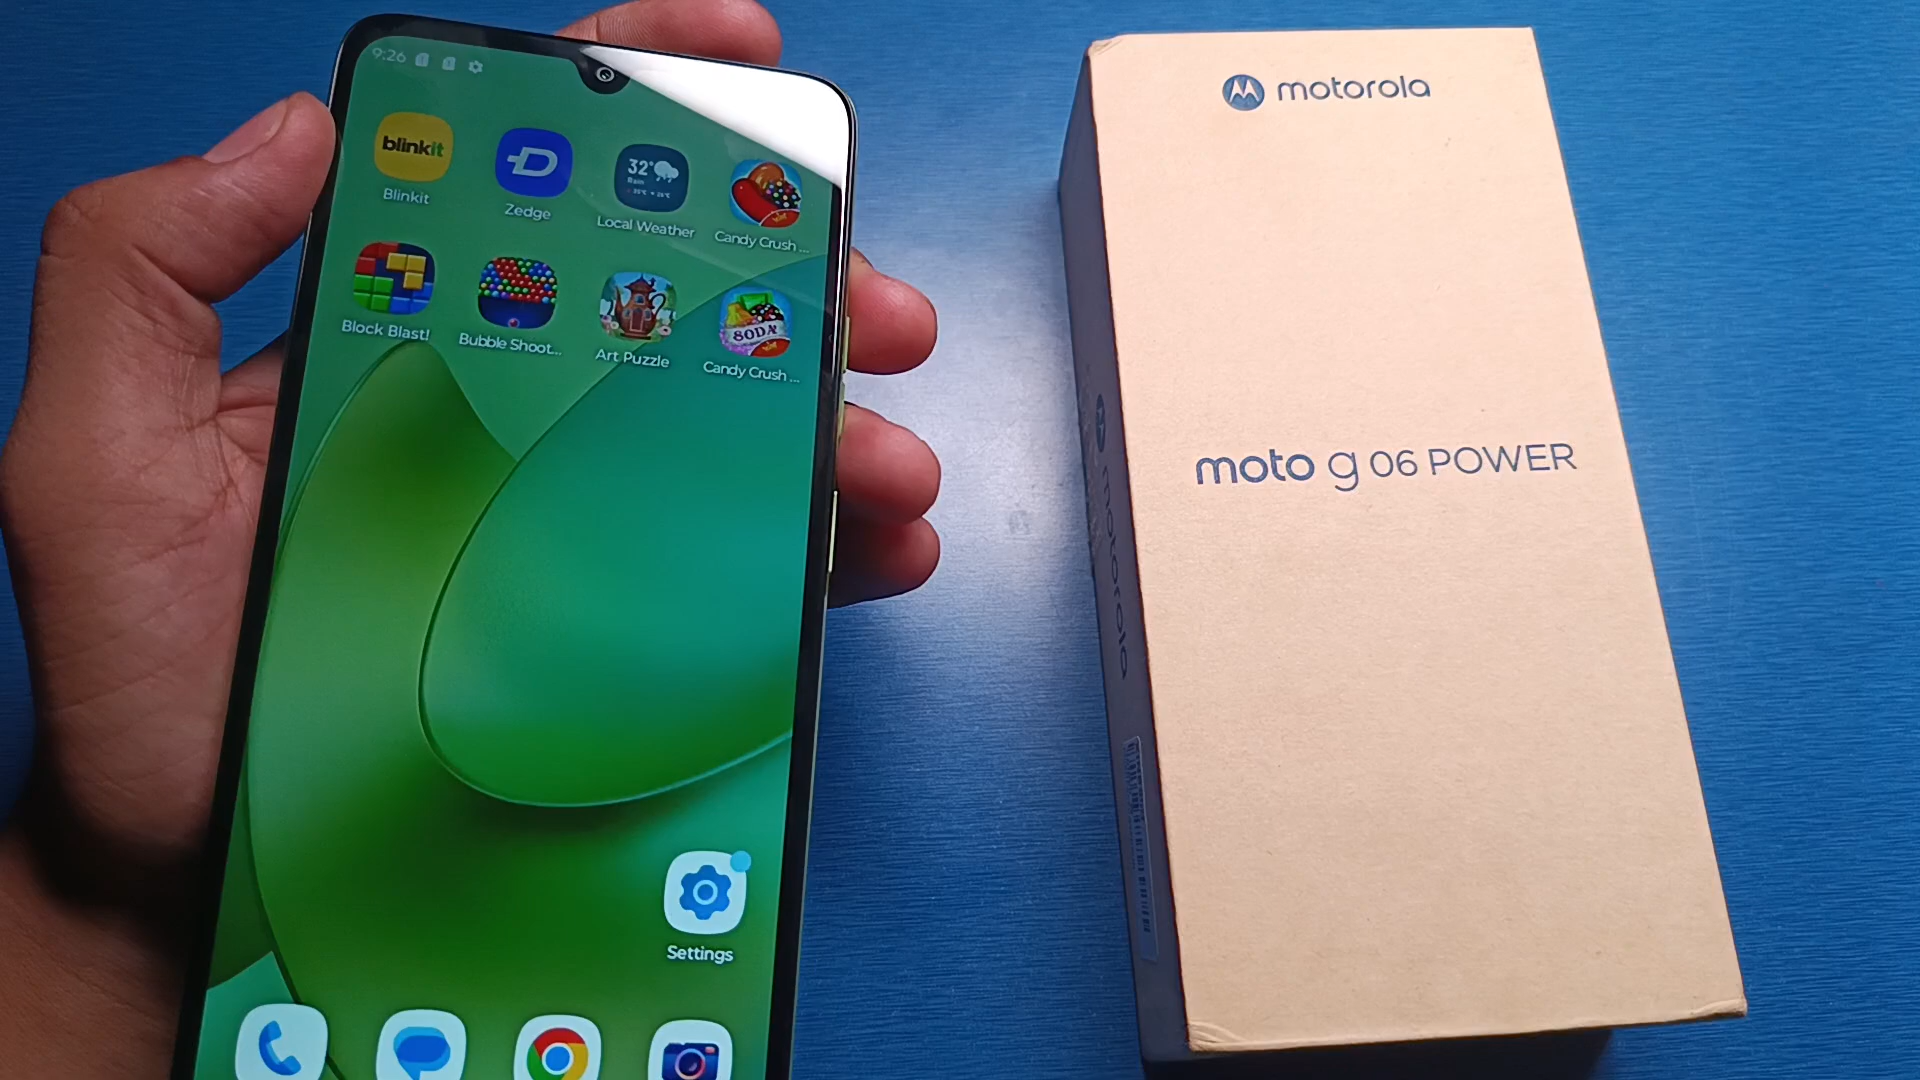 9:26
blinkit
Blinkit
Zedge
32°
Rain
Local Weather
Candy Crush ...
Block Blast!
Bubble Shoot...
Art Puzzle
SODA
Candy Crush ...
Settings
motorola
moto g 06 POWER
motorola